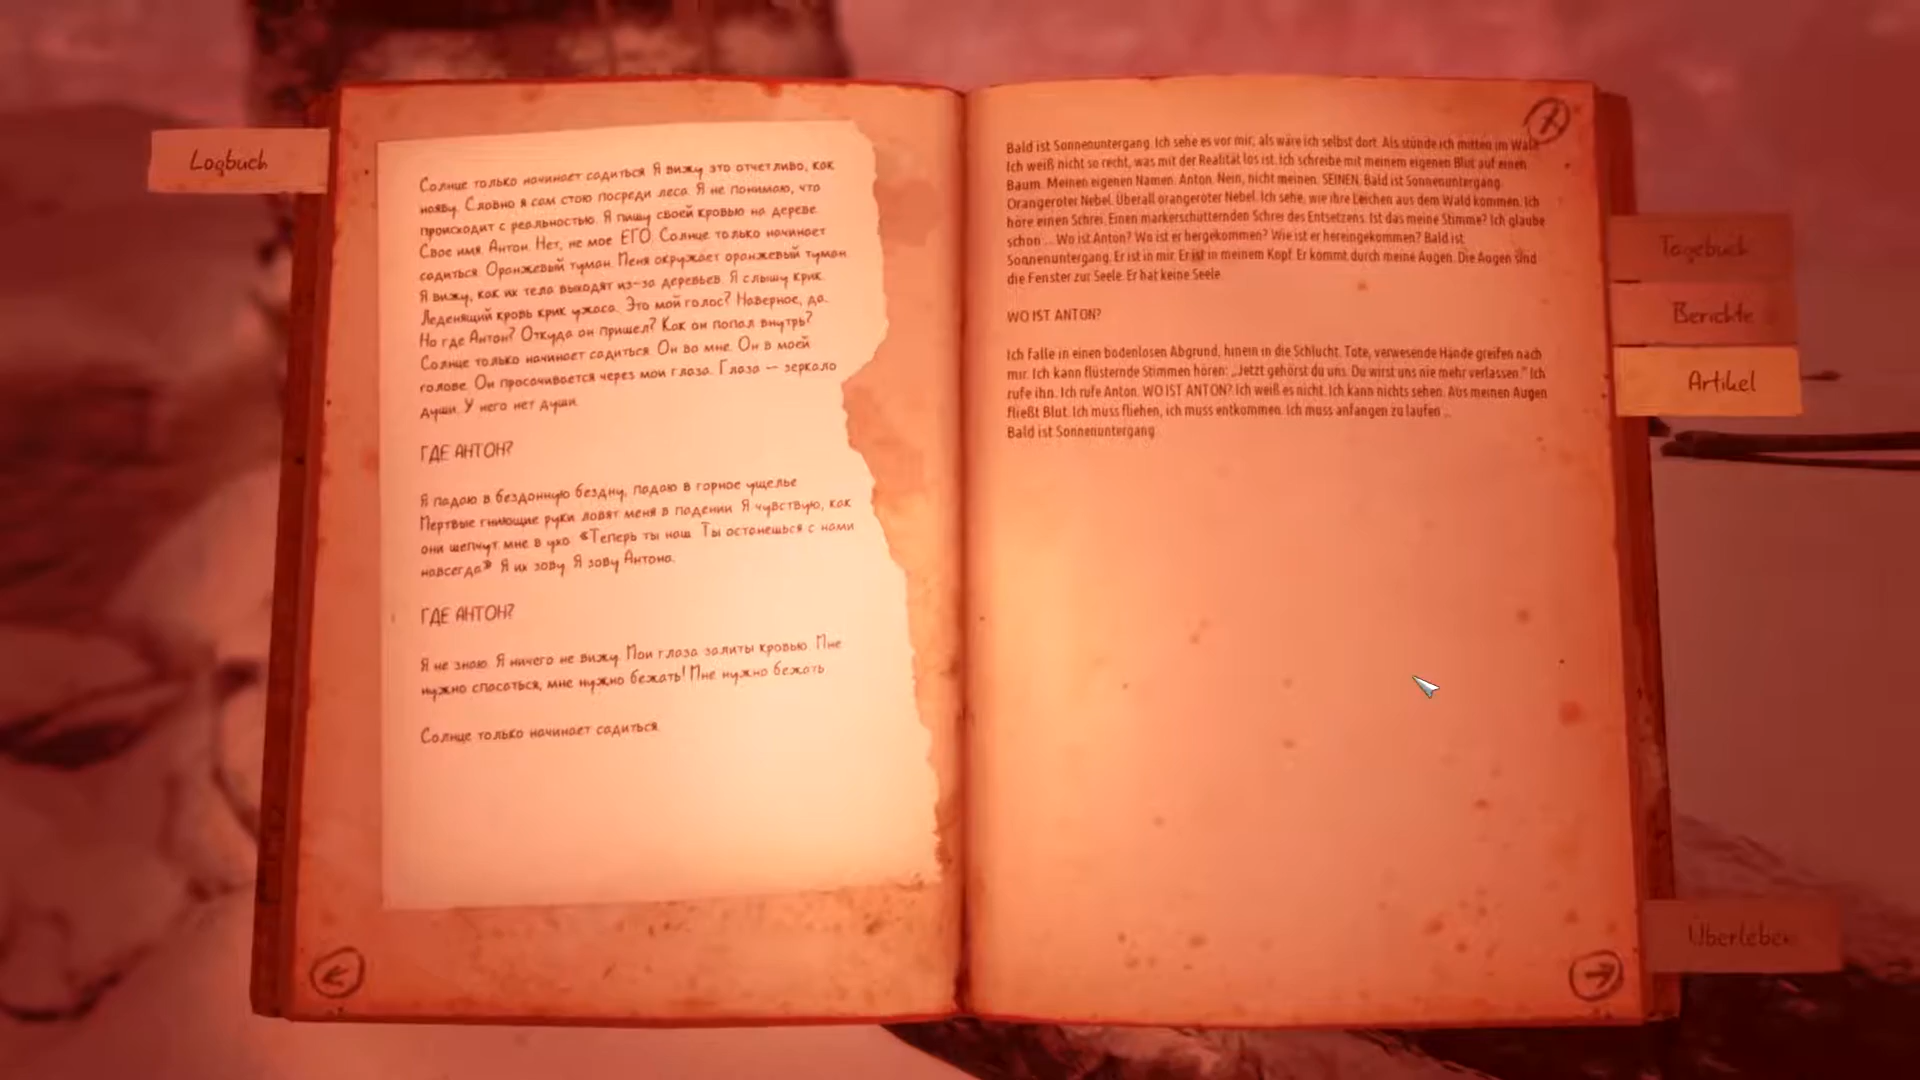 Logbuch
Солнце только начинает садиться. Я вижу это отчетливо, как
наяву. Словно я сам стою посреди леса. Я не понимаю, что
происходит с реальностью. Я пишу своей кровью на дереве.
Свое имя. Антон. Нет, не мое. ЕГО. Солнце только начинает
садиться. Оранжевый туман. Меня окружает оранжевый туман.
Я вижу, как их тела выходят из-за деревьев. Я слышу крик.
Леденящий кровь крик ужаса. Это мой голос? Наверное, да.
Но где Антон? Откуда он пришел? Как он попал внутрь?
Солнце только начинает садиться. Он во мне. Он в моей
голове. Он просачивается через мои глаза. Глаза — зеркало
души. У него нет души.
ГДЕ АНТОН?
Я падаю в бездонную бездну, падаю в горное ущелье.
Мертвые гниющие руки ловят меня в падении. Я чувствую, как
они шепчут мне в ухо: «Теперь ты наш. Ты останешься с нами
навсегда» Я их зову. Я зову Антона.
ГДЕ АНТОН?
Я не знаю. Я ничего не вижу. Мои глаза залиты кровью. Мне
нужно спасаться, мне нужно бежать! Мне нужно бежать.
Солнце только начинает садиться.
Bald ist Sonnenuntergang. Ich sehe es vor mir, als wäre ich selbst dort. Als stünde ich mitten im Wald.
Ich weiß nicht so recht, was mit der Realität los ist. Ich schreibe mit meinem eigenen Blut auf einen
Baum. Meinen eigenen Namen. Anton. Nein, nicht meinen. SEINEN. Bald ist Sonnenuntergang.
Orangeroter Nebel. Überall orangeroter Nebel. Ich sehe, wie ihre Leichen aus dem Wald kommen. Ich
höre einen Schrei. Einen markerschütternden Schrei des Entsetzens. Ist das meine Stimme? Ich glaube
schon ... Wo ist Anton? Wo ist er hergekommen? Wie ist er hereingekommen? Bald ist
Sonnenuntergang. Er ist in mir. Er ist in meinem Kopf. Er kommt durch meine Augen. Die Augen sind
die Fenster zur Seele. Er hat keine Seele.
WO IST ANTON?
Ich Falle in einen bodenlosen Abgrund, hinein in die Schlucht. Tote, verwesende Hände greifen nach
mir. Ich kann flüsternde Stimmen hören: „Jetzt gehörst du uns. Du wirst uns nie mehr verlassen.“ Ich
rufe ihn. Ich rufe Anton. WO IST ANTON? Ich weiß es nicht. Ich kann nichts sehen. Aus meinen Augen
fließt Blut. Ich muss fliehen, ich muss entkommen. Ich muss anfangen zu laufen ...
Bald ist Sonnenuntergang.
Tagebuch
Berichte
Artikel
Überleben